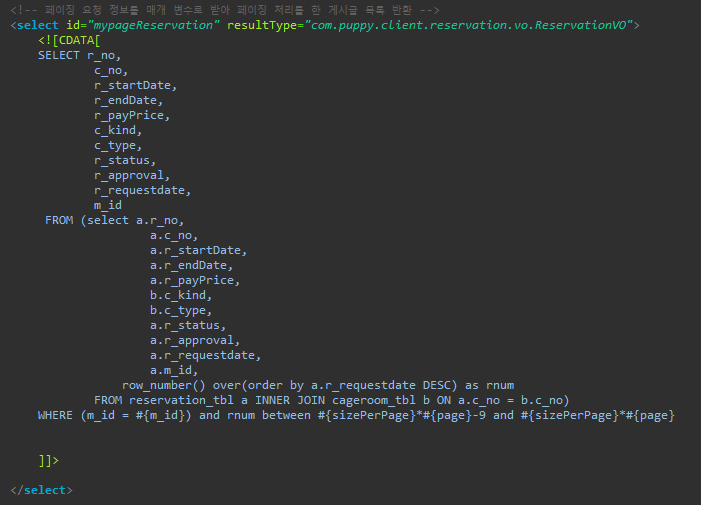 <!-- 페이징 요청 정보를 매개 변수로 받아 페이징 처리를 한 게시글 목록 반환 -->
<select id="mypageReservation" resultType="com.puppy.client.reservation.vo.ReservationVO">
<![CDATA[
SELECT r_no,
c_no,
r_startDate,
r_endDate,
r_payPrice,
c_kind,
c_type,
r_status,
r_approval,
r_requestdate,
m_id
FROM (select a.r_no,
a.c_no,
a.r_startDate,
a.r_endDate,
a.r_payPrice,
b.c_kind,
b.c_type,
a.r_status,
a.r_approval,
a.r_requestdate,
a.m_id,
row_number() over(order by a.r_requestdate DESC) as rnum
FROM reservation_tbl a INNER JOIN cageroom_tbl b ON a.c_no = b.c_no)
WHERE (m_id = #{m_id}) and rnum between #{sizePerPage}*#{page}-9 and #{sizePerPage}*#{page}
]]>
</select>